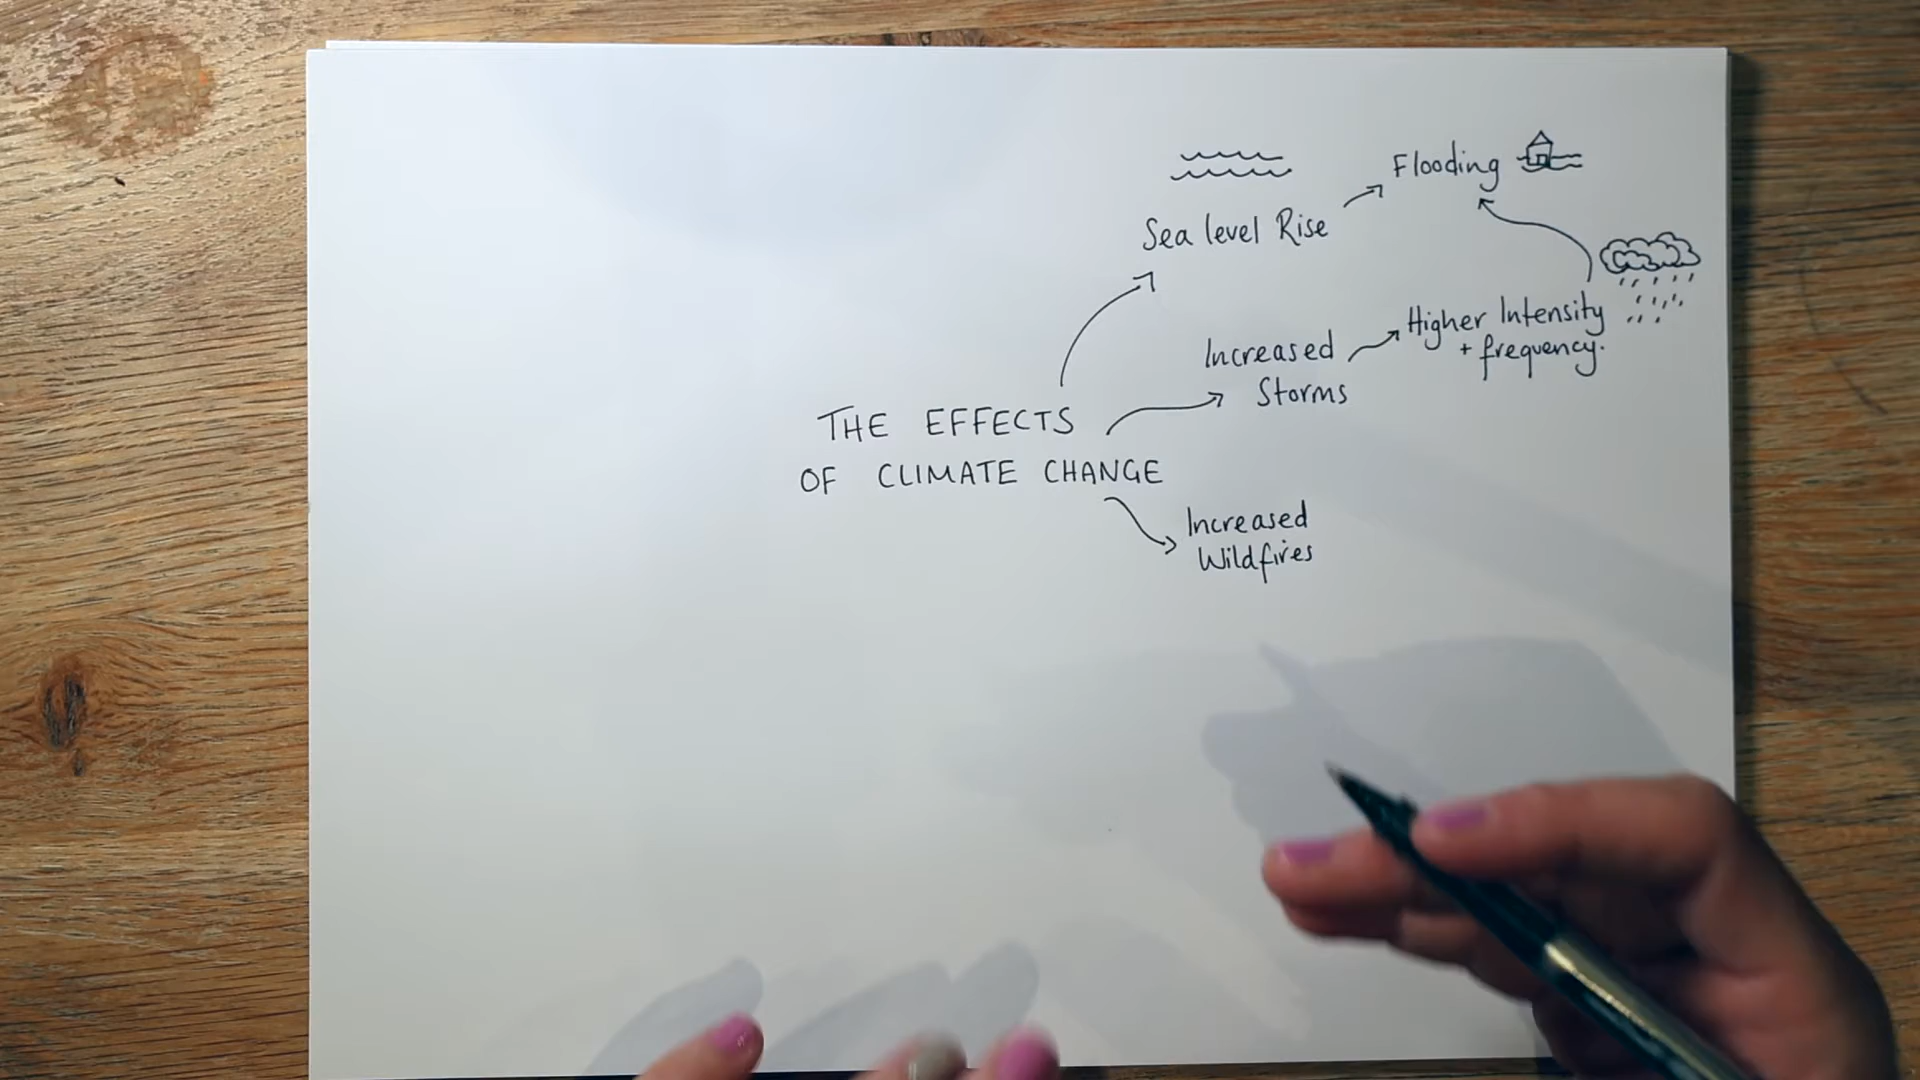 THE EFFECTS
OF CLIMATE CHANGE
Sea level Rise
Flooding
Increased
Storms
Higher Intensity
+ frequency.
Increased
Wildfires